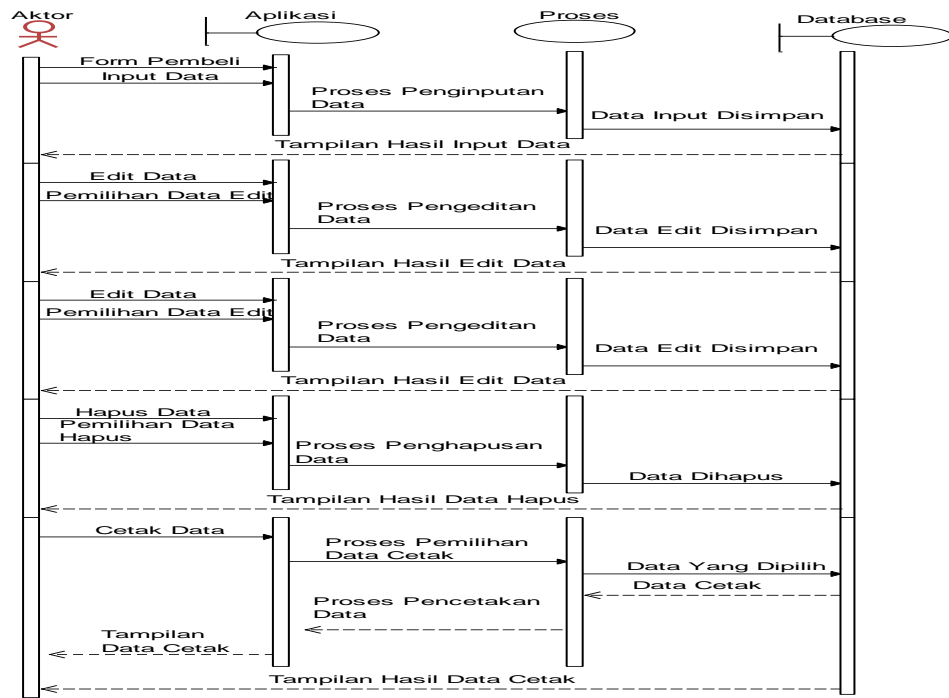 Aktor
Aplikasi
Proses
Database
Form Pembeli
Input Data
Proses Penginputan
Data
Data Input Disimpan
Tampilan Hasil Input Data
Edit Data
Pemilihan Data Edit
Proses Pengeditan
Data
Data Edit Disimpan
Tampilan Hasil Edit Data
Edit Data
Pemilihan Data Edit
Proses Pengeditan
Data
Data Edit Disimpan
Tampilan Hasil Edit Data
Hapus Data
Pemilihan Data
Hapus
Proses Penghapusan
Data
Data Dihapus
Tampilan Hasil Data Hapus
Cetak Data
Proses Pemilihan
Data Cetak
Data Yang Dipilih
Data Cetak
Proses Pencetakan
Data
Tampilan
Data Cetak
Tampilan Hasil Data Cetak